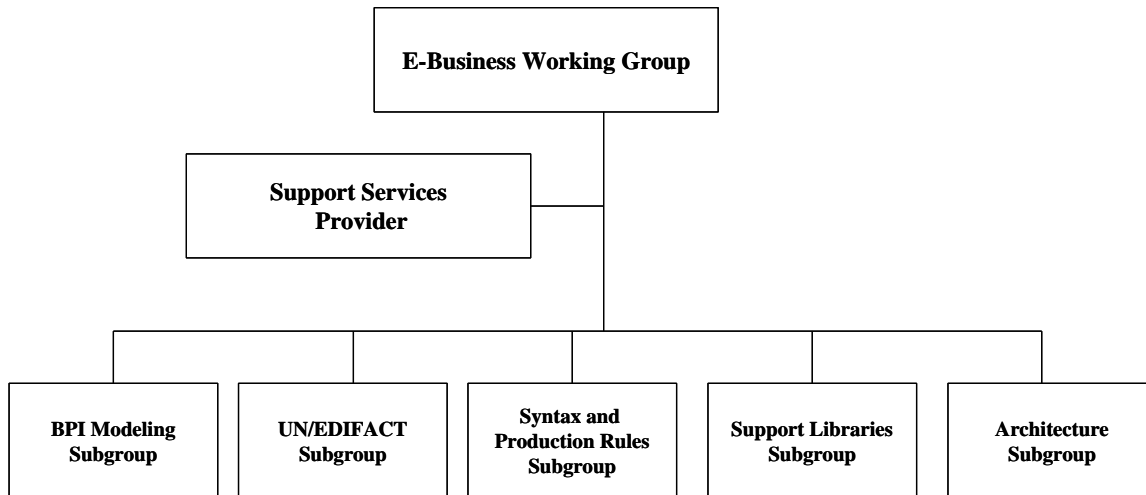 E-Business Working Group
Support Services
Provider
BPI Modeling
Subgroup
UN/EDIFACT
Subgroup
Syntax and
Production Rules
Subgroup
Support Libraries
Subgroup
Architecture
Subgroup